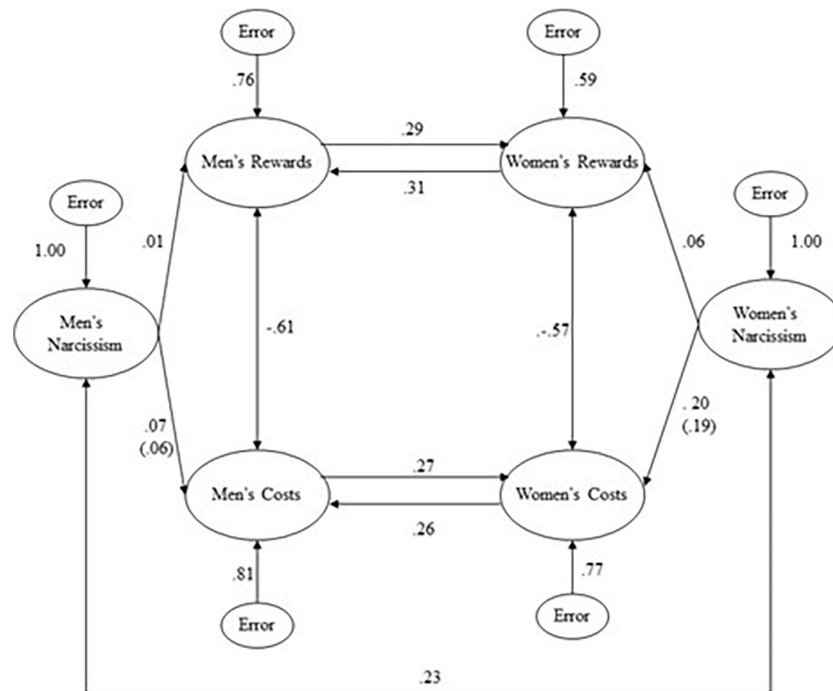 Error
Error
.76
.59
.29
Men's Rewards
Women's Rewards
.31
Error
Error
1.00
.01
.06
1.00
Men's
Narcissism
-.61
.-.57
Women's
Narcissism
.07
(.06)
. 20
(.19)
.27
Men's Costs
Women's Costs
.26
.81
.77
Error
Error
.23